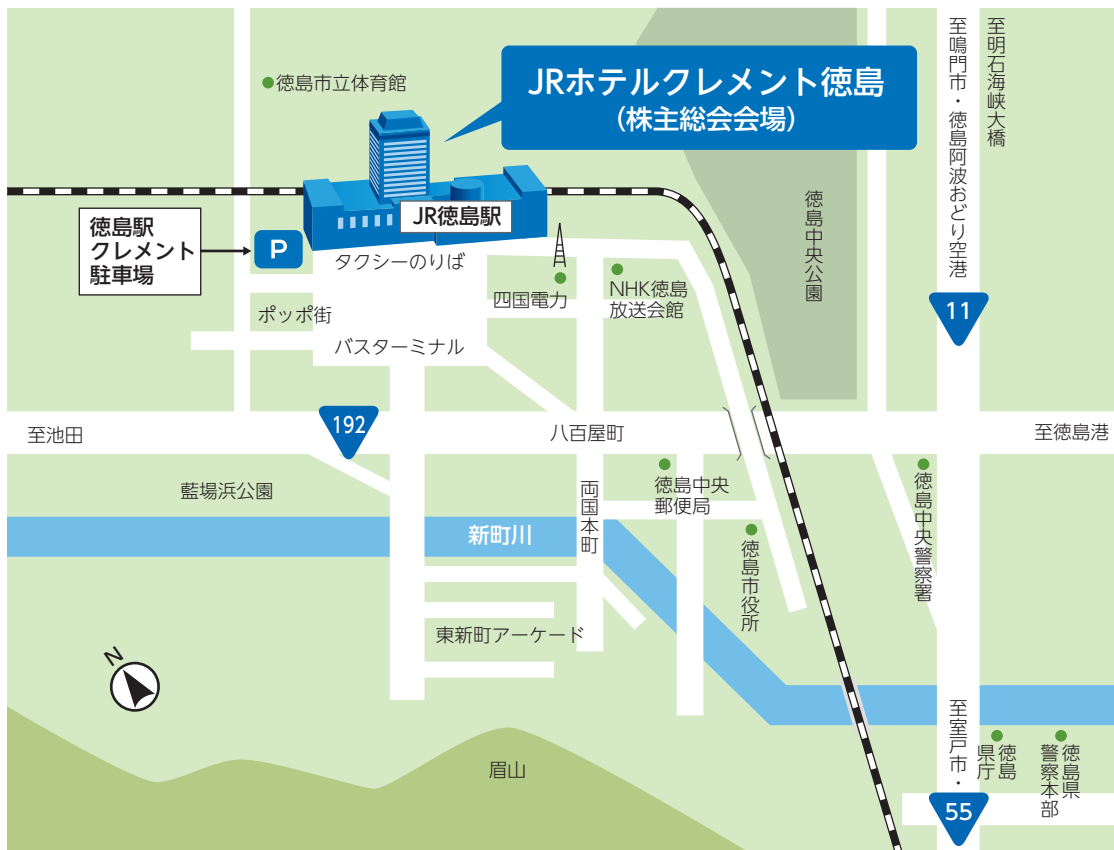 徳島市立体育館
JRホテルクレメント徳島
(株主総会会場)
至鳴門市・徳島阿波おどり空港
至明石海峡大橋
徳島駅
クレメント
駐車場
P
JR徳島駅
タクシーのりば
徳島中央公園
四国電力
NHK徳島
放送会館
ポッポ街
バスターミナル
11
192
至池田
八百屋町
至徳島港
藍場浜公園
両国本町
徳島中央
郵便局
徳島中央警察署
新町川
徳島市役所
東新町アーケード
N
眉山
至室戸市・
徳島
県庁
徳島県
警察本部
55